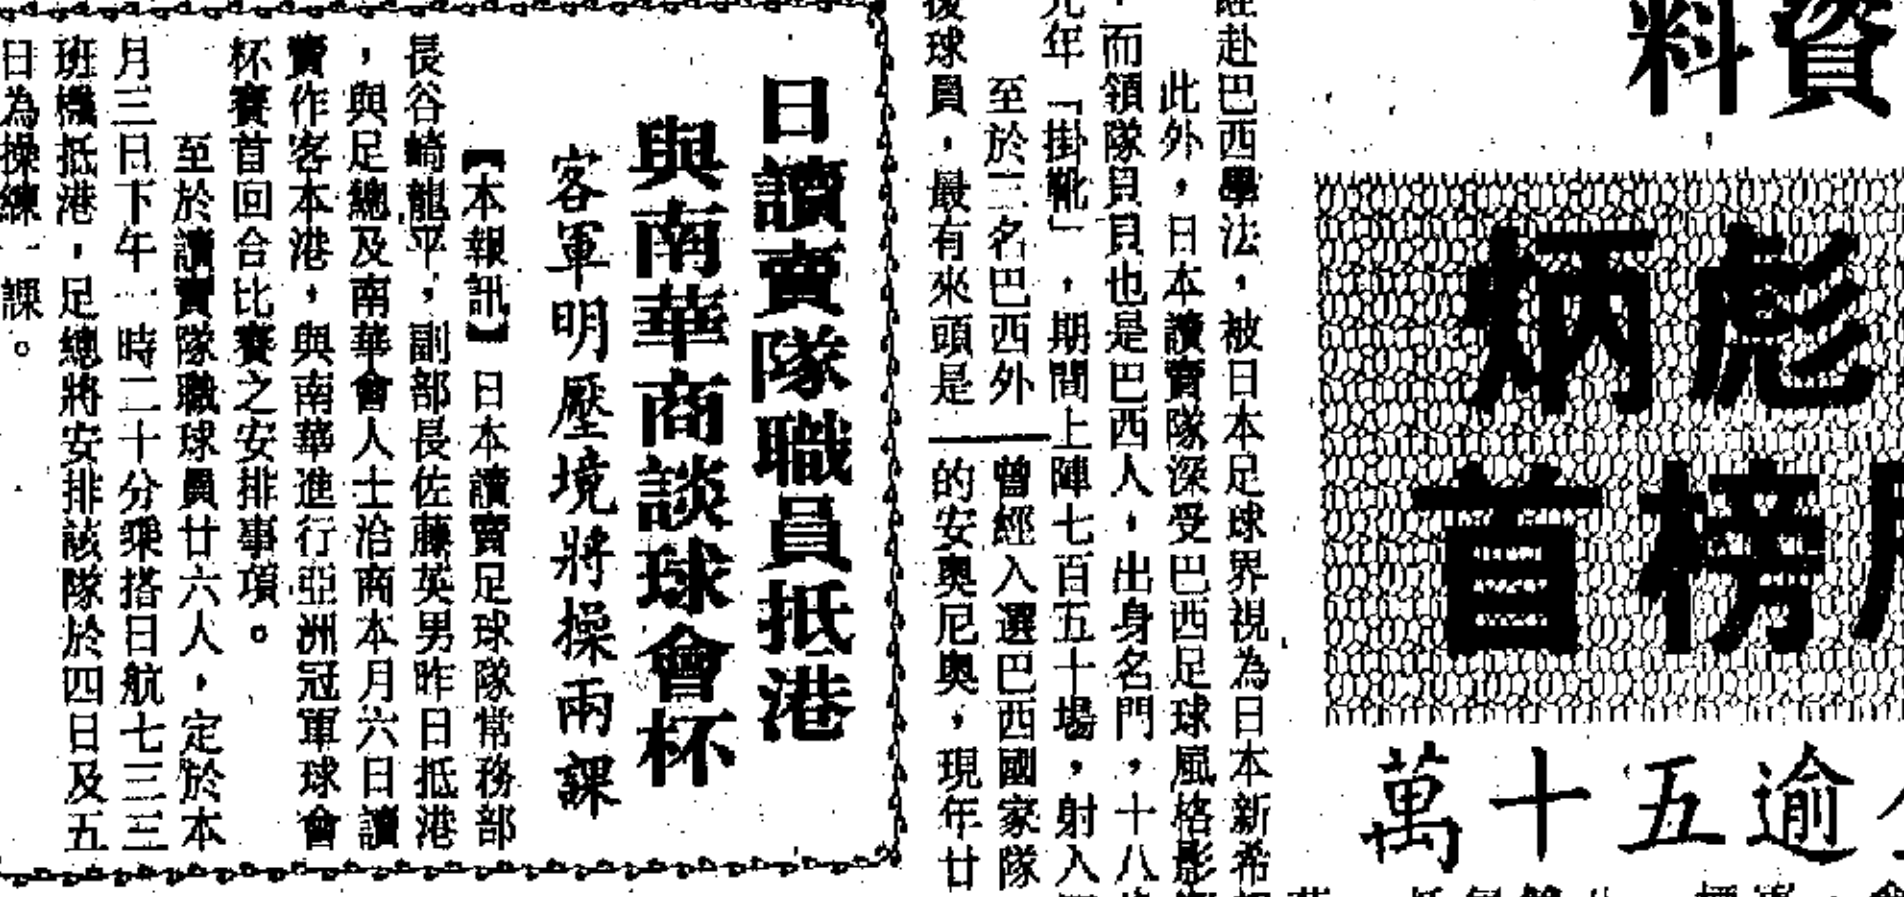 資
料
彪
炳
榜
首
逾
五
十
萬
赴巴西學法，被日本足球界視為日本新希
此外，日本讀賣隊深受巴西足球風格影
，而領隊貝貝也是巴西人，出身名門，十八
年「掛靴」，期間上陣七百五十場，射入
至於三名巴西外
曾經入選巴西國家隊
後球員，最有來頭是
的安奧尼奧，現年廿
日讀賣隊職員抵港
與南華商談球會杯
客軍明壓境將操兩課
【本報訊】日本讀賣足球隊常務部
長谷崎龍平，副部長佐藤英男昨日抵港
，與足總及南華會人士洽商本月六日讀
賣作客本港，與南華進行亞洲冠軍球會
杯賽首回合比賽之安排事項。
至於讀賣隊職球員廿六人，定於本
月三日下午一時二十分乘搭日航七三三
班機抵港，足總將安排該隊於四日及五
日為操練一課。